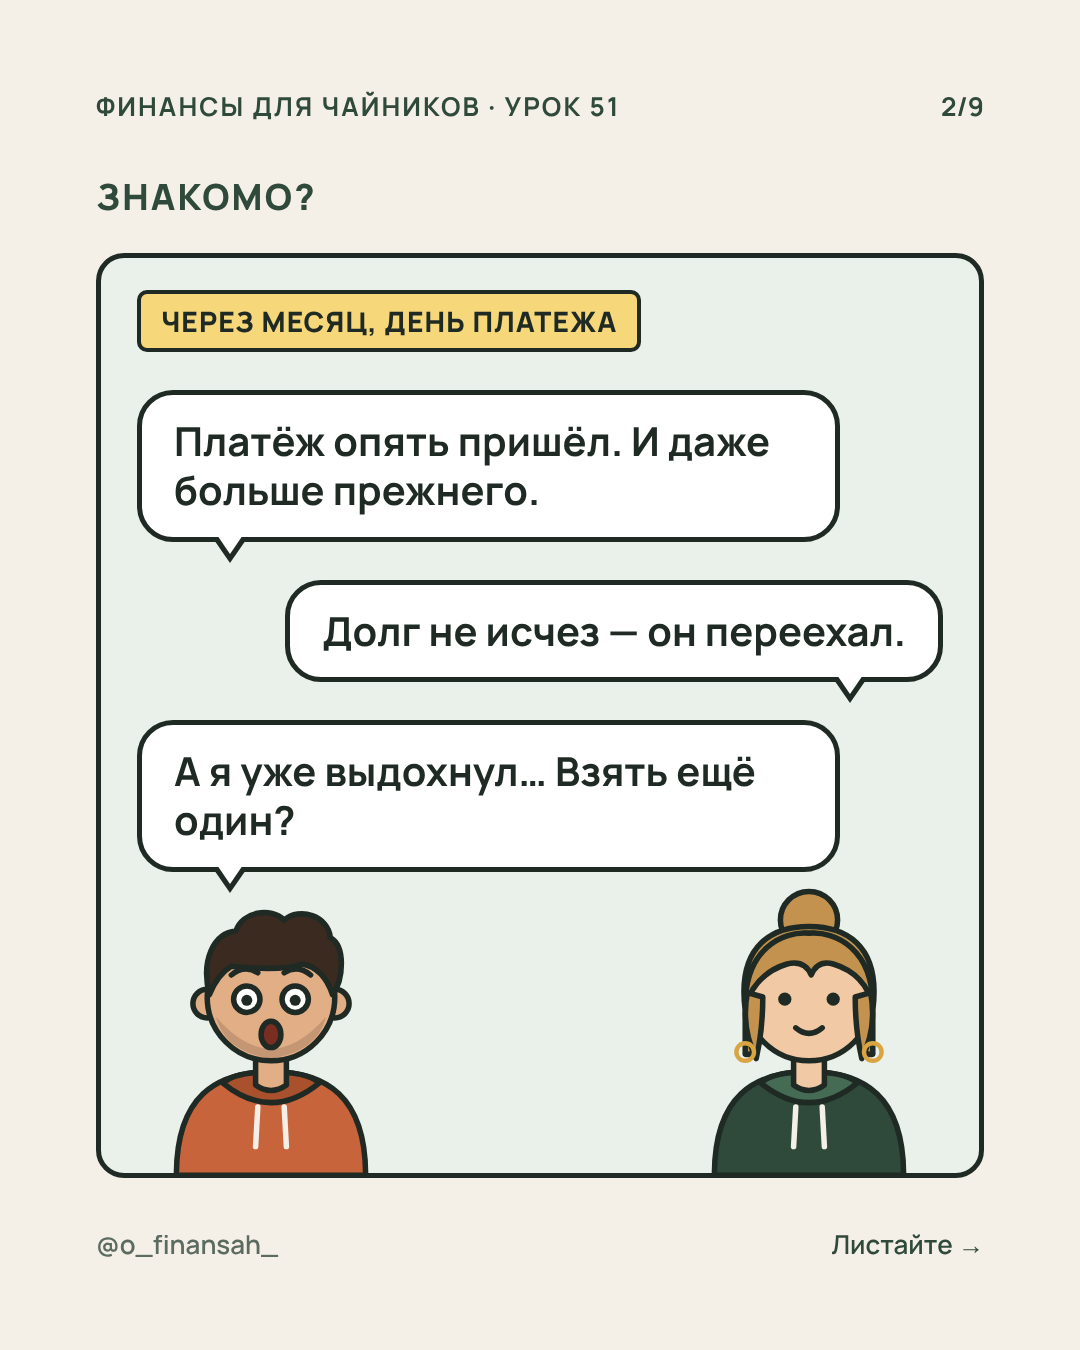 ФИНАНСЫ ДЛЯ ЧАЙНИКОВ · УРОК 51
2/9
ЗНАКОМО?
ЧЕРЕЗ МЕСЯЦ, ДЕНЬ ПЛАТЕЖА
Платёж опять пришёл. И даже
больше прежнего.
Долг не исчез — он переехал.
А я уже выдохнул… Взять ещё
один?
@o_finansah_
Листайте →